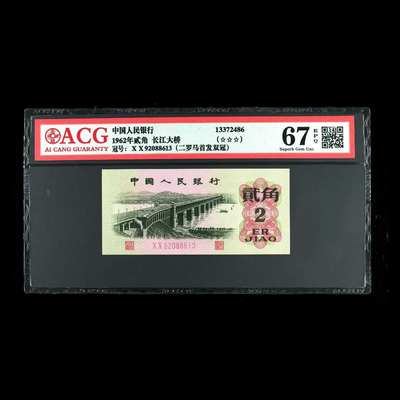 ACG
AI CANG GUARANTY
中国人民银行
13372486
1962年贰角 长江大桥
(☆☆☆)
冠号: X X 92088613 (二罗马首发双冠)
67 EPQ
Superb Gem Unc
中国人民银行
貳角
2
ER
JIAO
X X 92088613